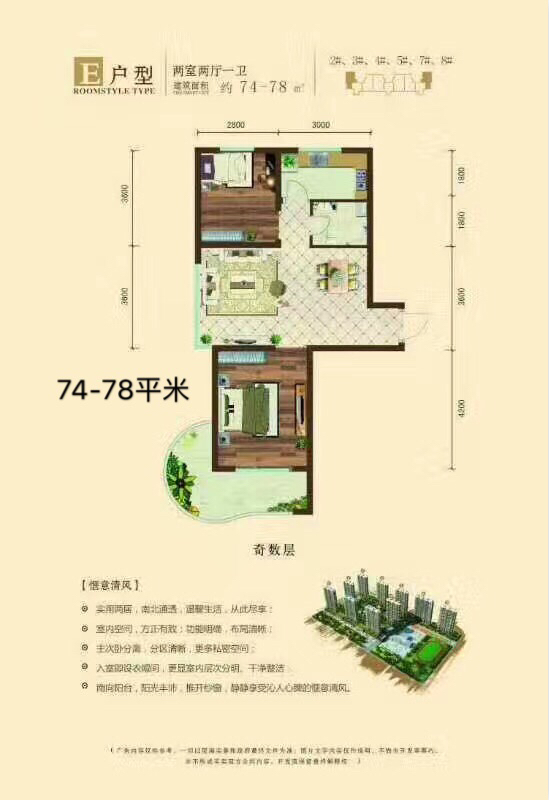 E 户型
ROOMSTYLE TYPE
两室两厅一卫
建筑面积 约 74-78 m²
2#、3#、4#、5#、7#、8#
2800 3000
3600
3600
1800
1800
3600
4200
74-78平米
奇数层
【惬意清风】
实用两居，南北通透，温馨生活，从此尽享；
室内空间，方正有致；功能明确，布局清晰；
主次卧分离，分区清晰，更多私密空间；
入室即设衣帽间，更显室内层次分明、干净整洁
南向阳台，阳光丰沛，推开纱窗，静静享受沁人心脾的惬意清风。